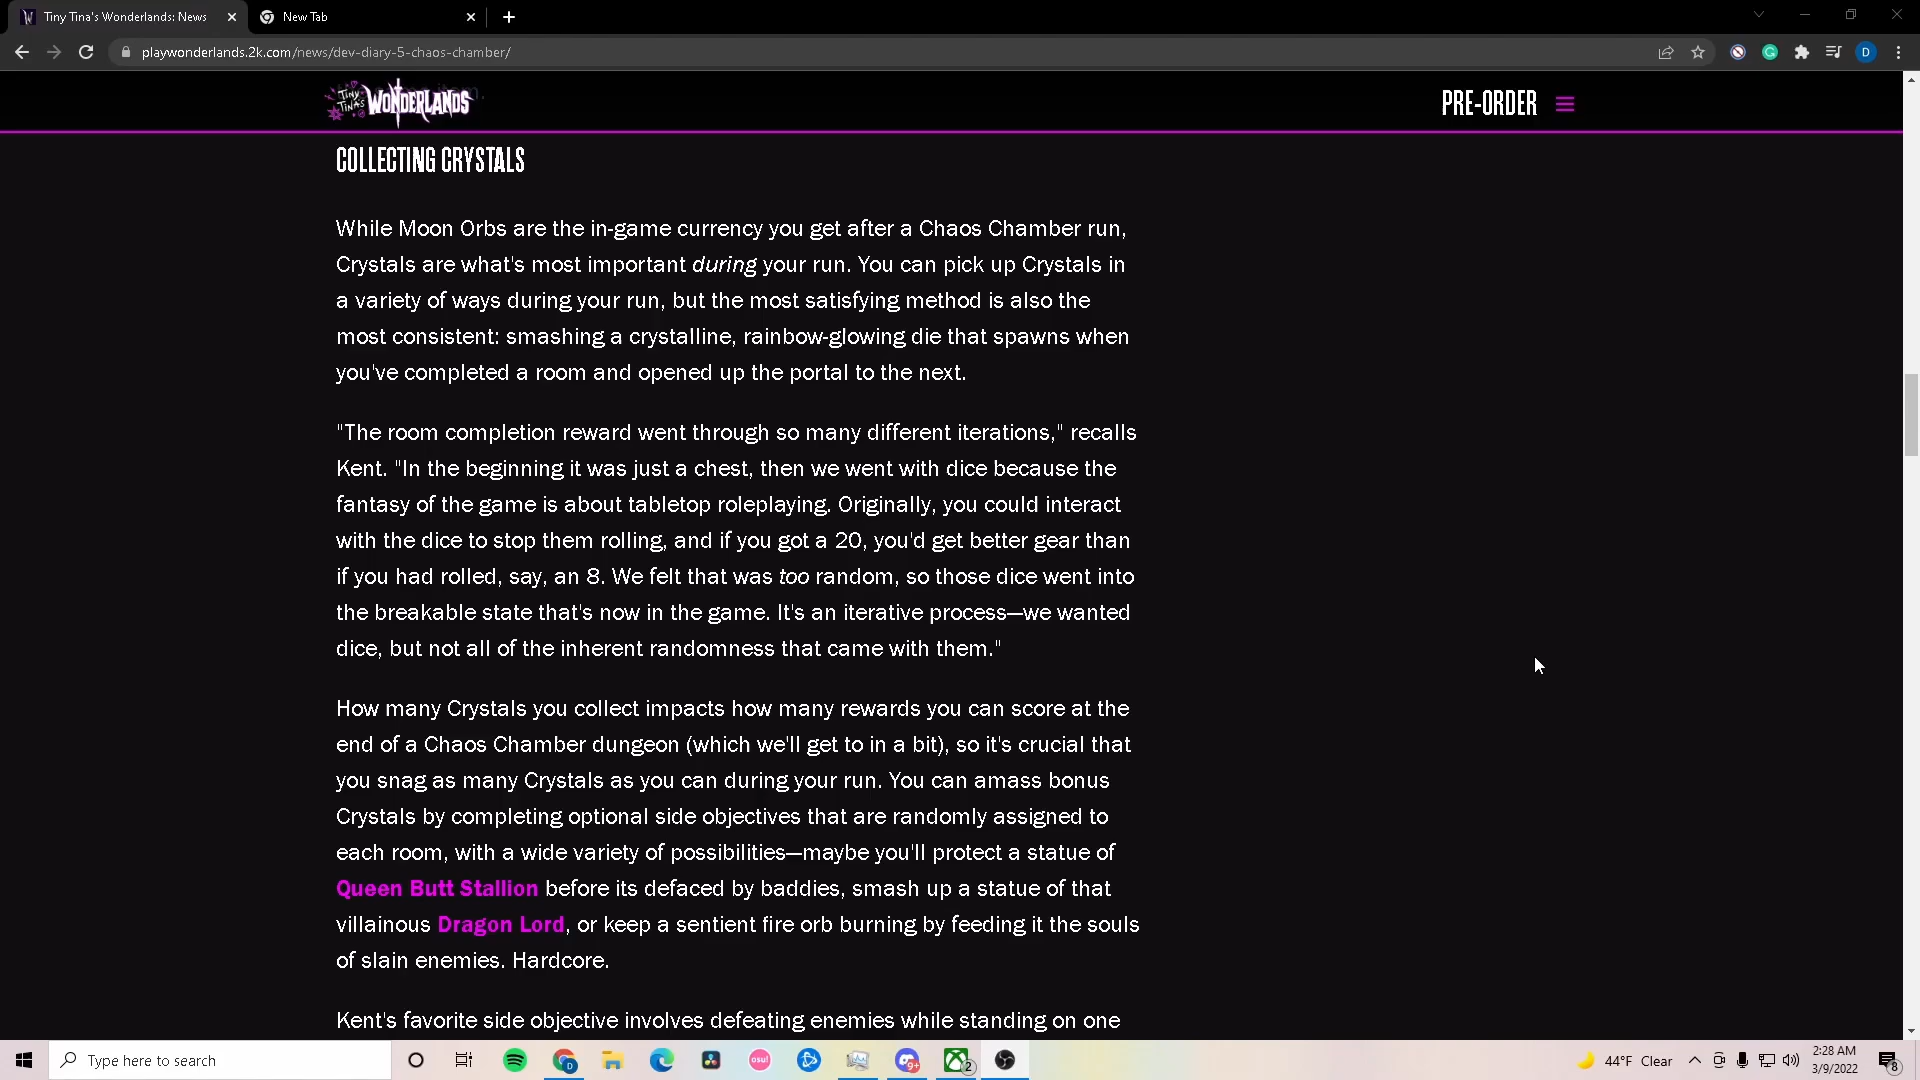 Tiny Tina's Wonderlands: News
New Tab
playwonderlands.2k.com/news/dev-diary-5-chaos-chamber/
TINY TINA'S WONDERLANDS
PRE-ORDER
COLLECTING CRYSTALS
While Moon Orbs are the in-game currency you get after a Chaos Chamber run,
Crystals are what's most important during your run. You can pick up Crystals in
a variety of ways during your run, but the most satisfying method is also the
most consistent: smashing a crystalline, rainbow-glowing die that spawns when
you've completed a room and opened up the portal to the next.
"The room completion reward went through so many different iterations," recalls
Kent. "In the beginning it was just a chest, then we went with dice because the
fantasy of the game is about tabletop roleplaying. Originally, you could interact
with the dice to stop them rolling, and if you got a 20, you'd get better gear than
if you had rolled, say, an 8. We felt that was too random, so those dice went into
the breakable state that's now in the game. It's an iterative process—we wanted
dice, but not all of the inherent randomness that came with them."
How many Crystals you collect impacts how many rewards you can score at the
end of a Chaos Chamber dungeon (which we'll get to in a bit), so it's crucial that
you snag as many Crystals as you can during your run. You can amass bonus
Crystals by completing optional side objectives that are randomly assigned to
each room, with a wide variety of possibilities—maybe you'll protect a statue of
Queen Butt Stallion before its defaced by baddies, smash up a statue of that
villainous Dragon Lord, or keep a sentient fire orb burning by feeding it the souls
of slain enemies. Hardcore.
Kent's favorite side objective involves defeating enemies while standing on one
Type here to search
osu!
D
9+
2
44°F Clear
2:28 AM
3/9/2022
8